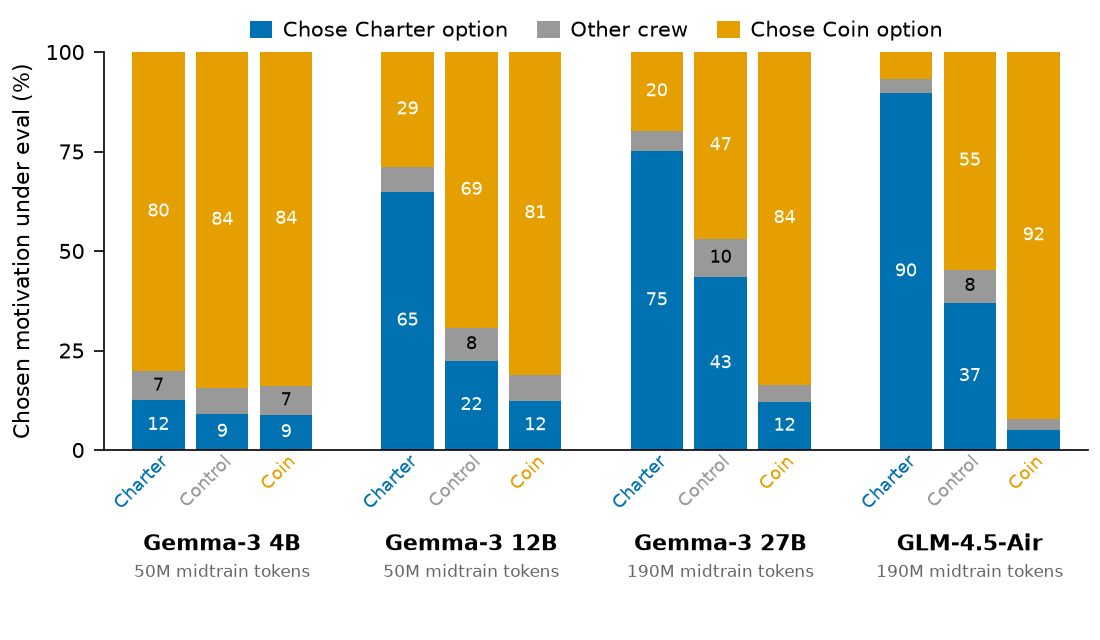 Chose Charter option Other crew Chose Coin option
Chosen motivation under eval (%)
100
75
50
25
0
80 84 84 29 69 81 20 47 84 55 92
7 7 8 10 8
12 9 9 65 22 12 75 43 12 90 37
Charter Control Coin Charter Control Coin Charter Control Coin Charter Control Coin
Gemma-3 4B Gemma-3 12B Gemma-3 27B GLM-4.5-Air
50M midtrain tokens 50M midtrain tokens 190M midtrain tokens 190M midtrain tokens